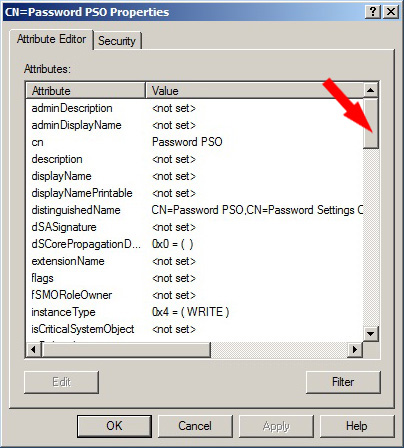 CN=Password PSO Properties
Attribute Editor Security
Attributes:
Attribute Value
adminDescription <not set>
adminDisplayName <not set>
cn Password PSO
description <not set>
displayName <not set>
displayNamePrintable <not set>
distinguishedName CN=Password PSO,CN=Password Settings C
dSASignature <not set>
dSCorePropagationD... 0x0 = ( )
extensionName <not set>
flags <not set>
fSMORoleOwner <not set>
instanceType 0x4 = ( WRITE )
isCriticalSystemObject <not set>
Edit Filter
OK Cancel Apply Help